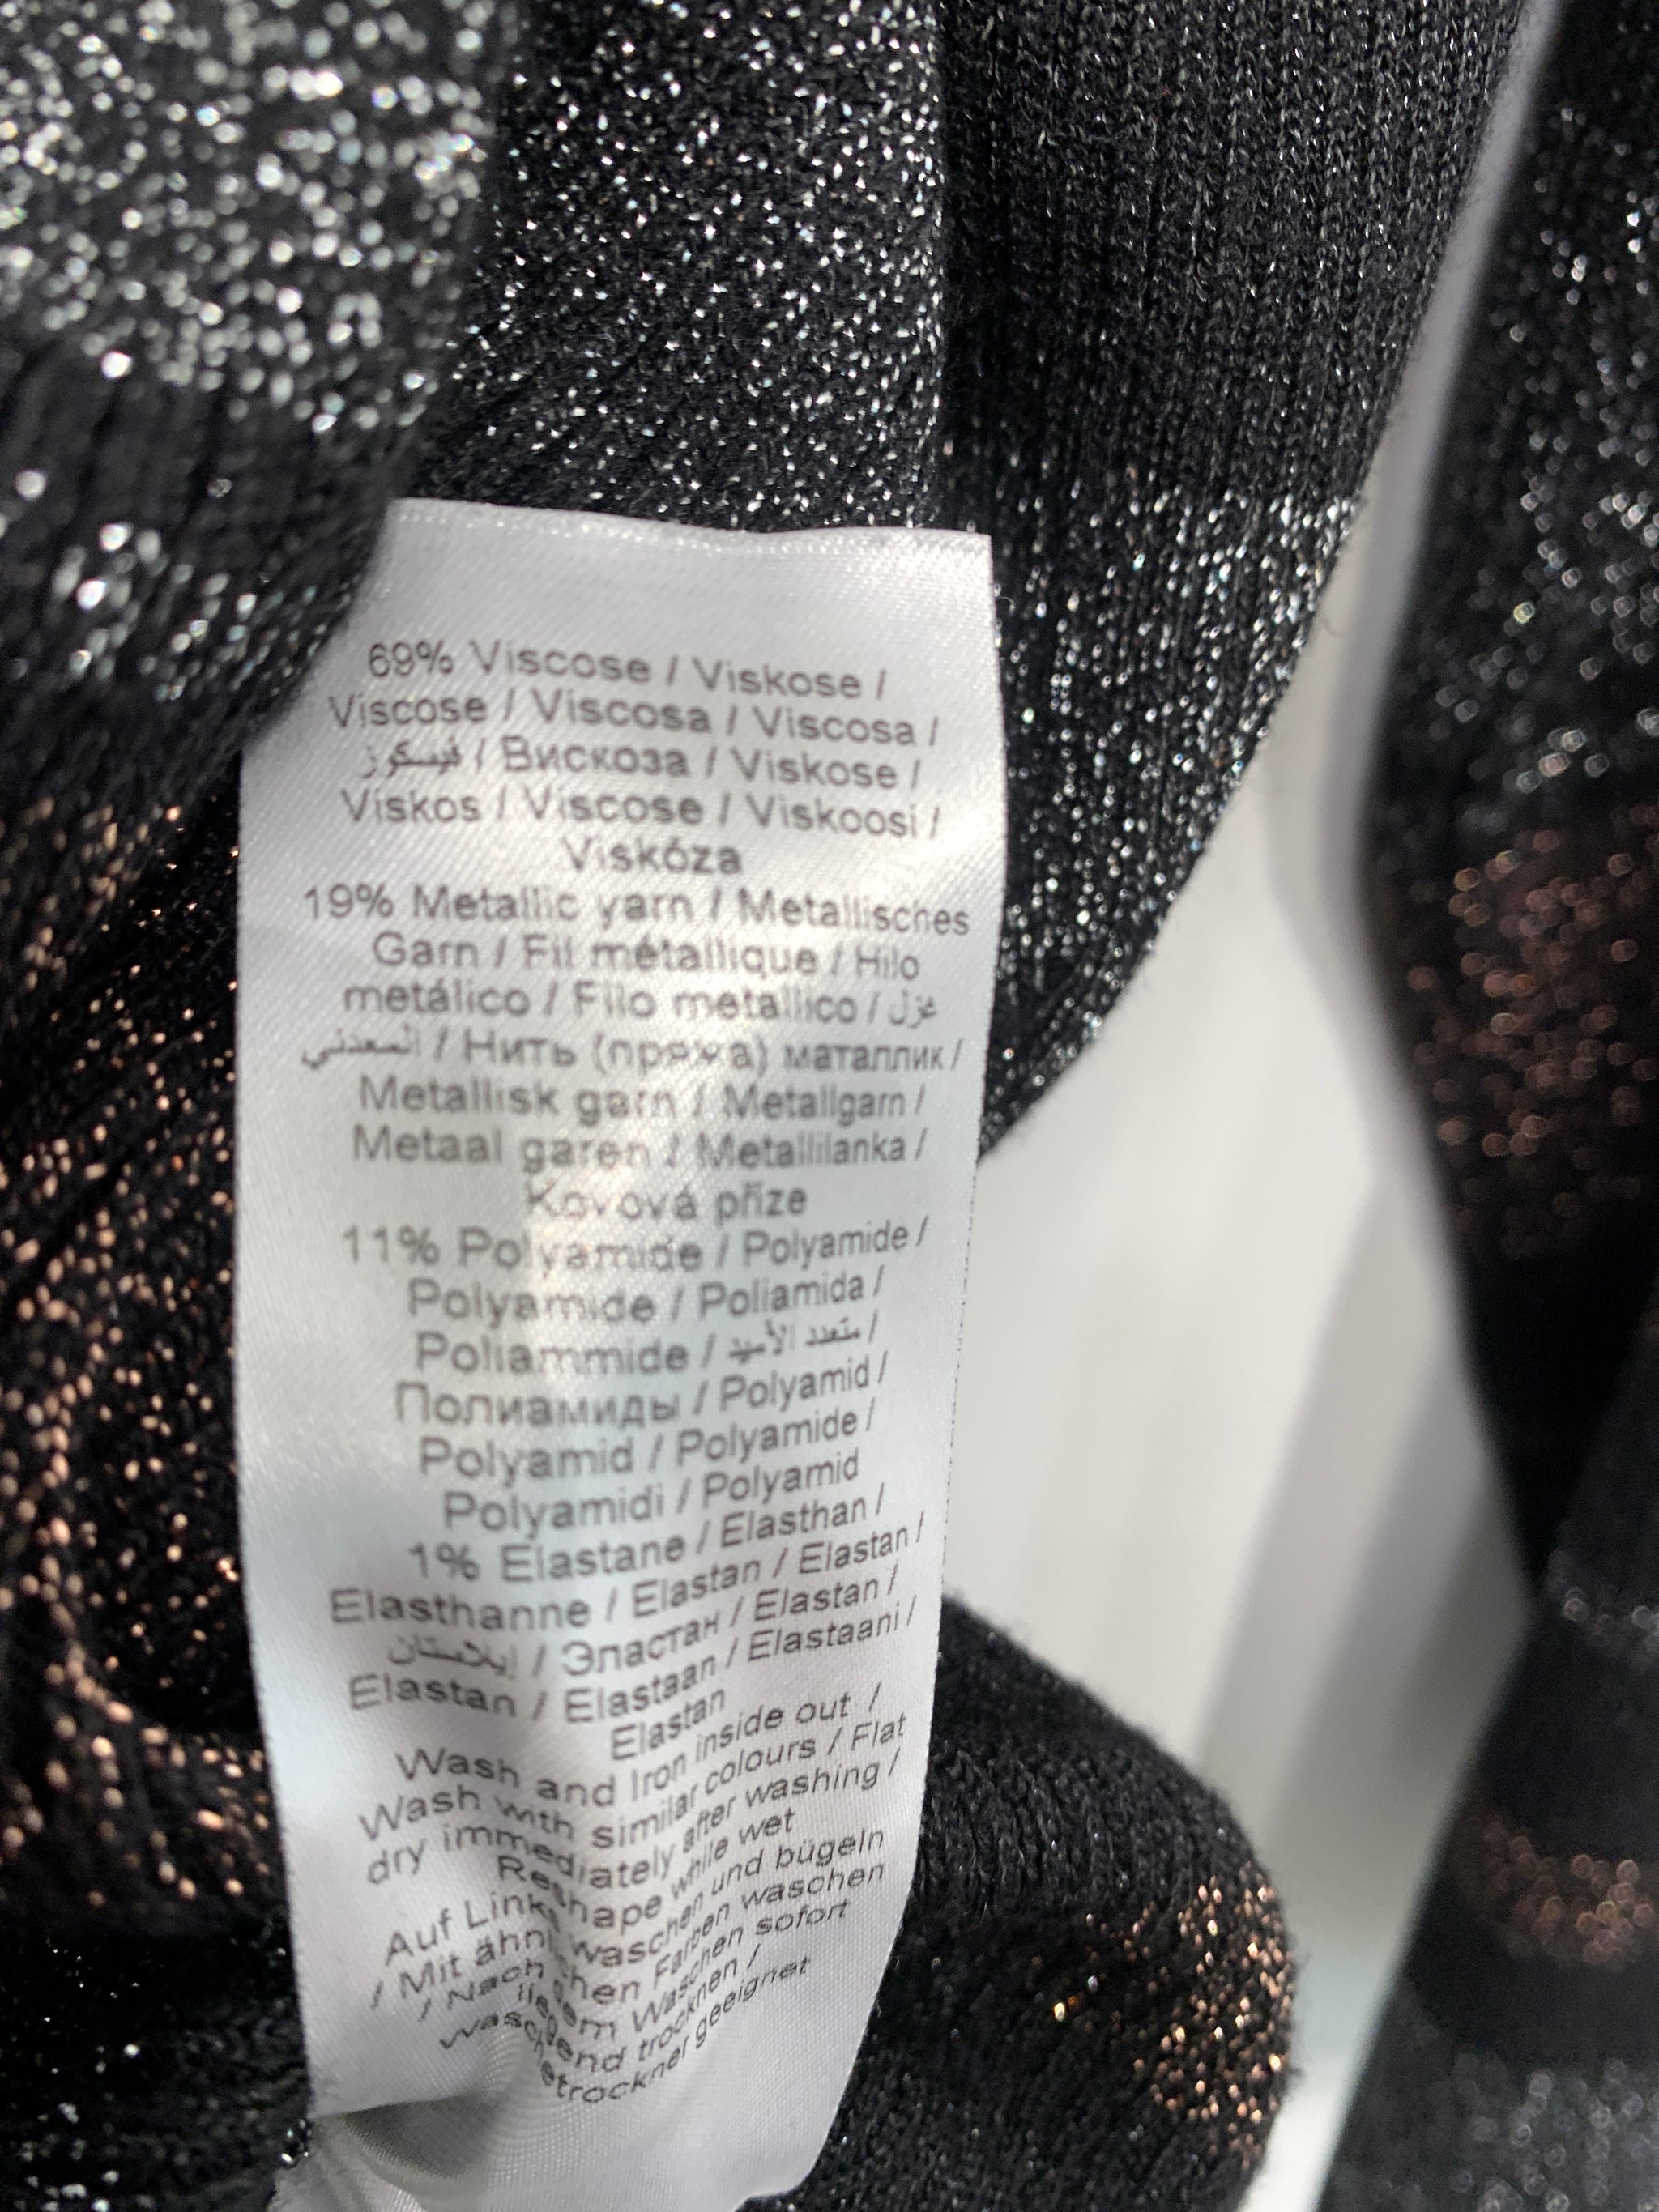 69% Viscose / Viskose /
Viscose / Viscosa / Viscosa /
فيسكوز / Вискоза / Viskose /
Viskos / Viscose / Viskoosi /
Viskóza
19% Metallic yarn / Metallisches
Garn / Fil métallique / Hilo
metálico / Filo metallico / غزل
المعدني / Нить (пряжа) маталлик /
Metallisk garn / Metallgarn /
Metaal garen / Metallilanka /
Kovová příze
11% Polyamide / Polyamide /
Polyamide / Poliamida /
Poliammide / متعدد الأميد /
Полиамиды / Polyamid /
Polyamid / Polyamide /
Polyamidi / Polyamid
1% Elastane / Elasthan /
Elasthanne / Elastan / Elastan /
إيلاستان / Эластан / Elastan /
Elastan / Elastaan / Elastaani /
Elastan
Wash and Iron inside out /
Wash with similar colours / Flat
dry immediately after washing /
Reshape while wet
Auf Links waschen und bügeln
/ Mit ähnlichen Farben waschen
/ Nach dem Waschen sofort
liegend trocknen /
wäschetrockner geeignet